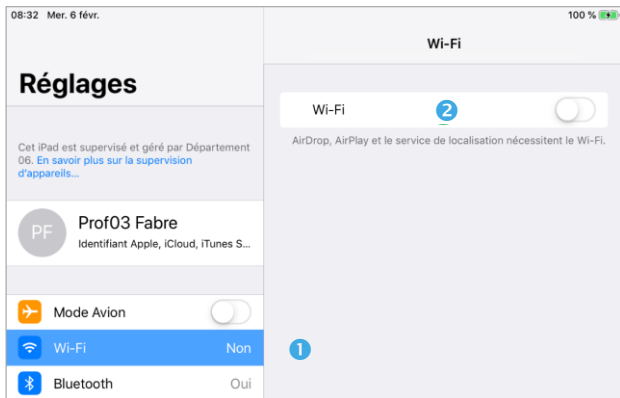 08:32 Mer. 6 févr.
100 %
Réglages
Cet iPad est supervisé et géré par Département
06. En savoir plus sur la supervision
d'appareils...
PF
Prof03 Fabre
Identifiant Apple, iCloud, iTunes S...
Mode Avion
Wi-Fi Non
1
Bluetooth Oui
Wi-Fi
Wi-Fi 2
AirDrop, AirPlay et le service de localisation nécessitent le Wi-Fi.